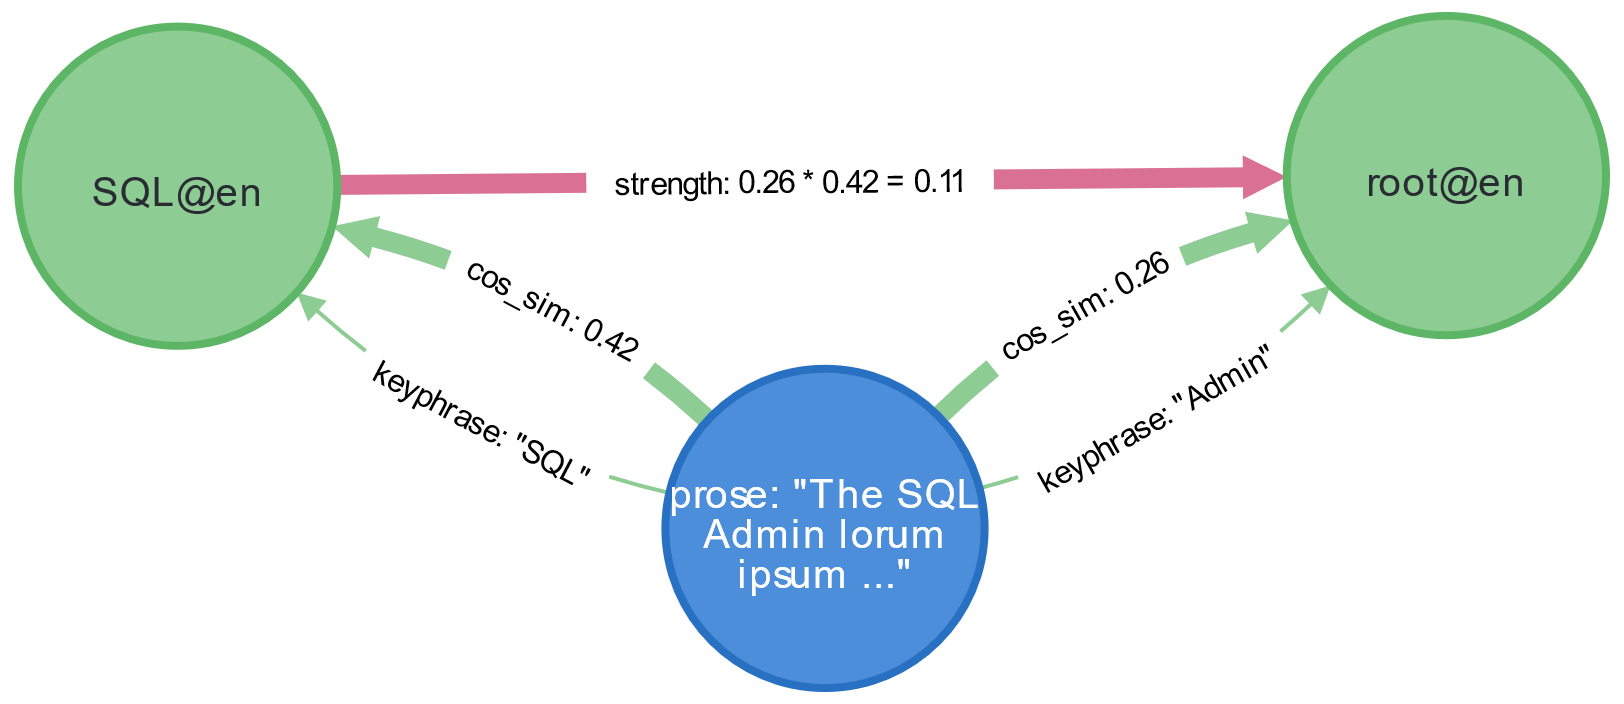 SQL@en
strength: 0.26 * 0.42 = 0.11
root@en
cos_sim: 0.42
cos_sim: 0.26
keyphrase: "SQL"
keyphrase: "Admin"
prose: "The SQL
Admin lorum
ipsum ..."